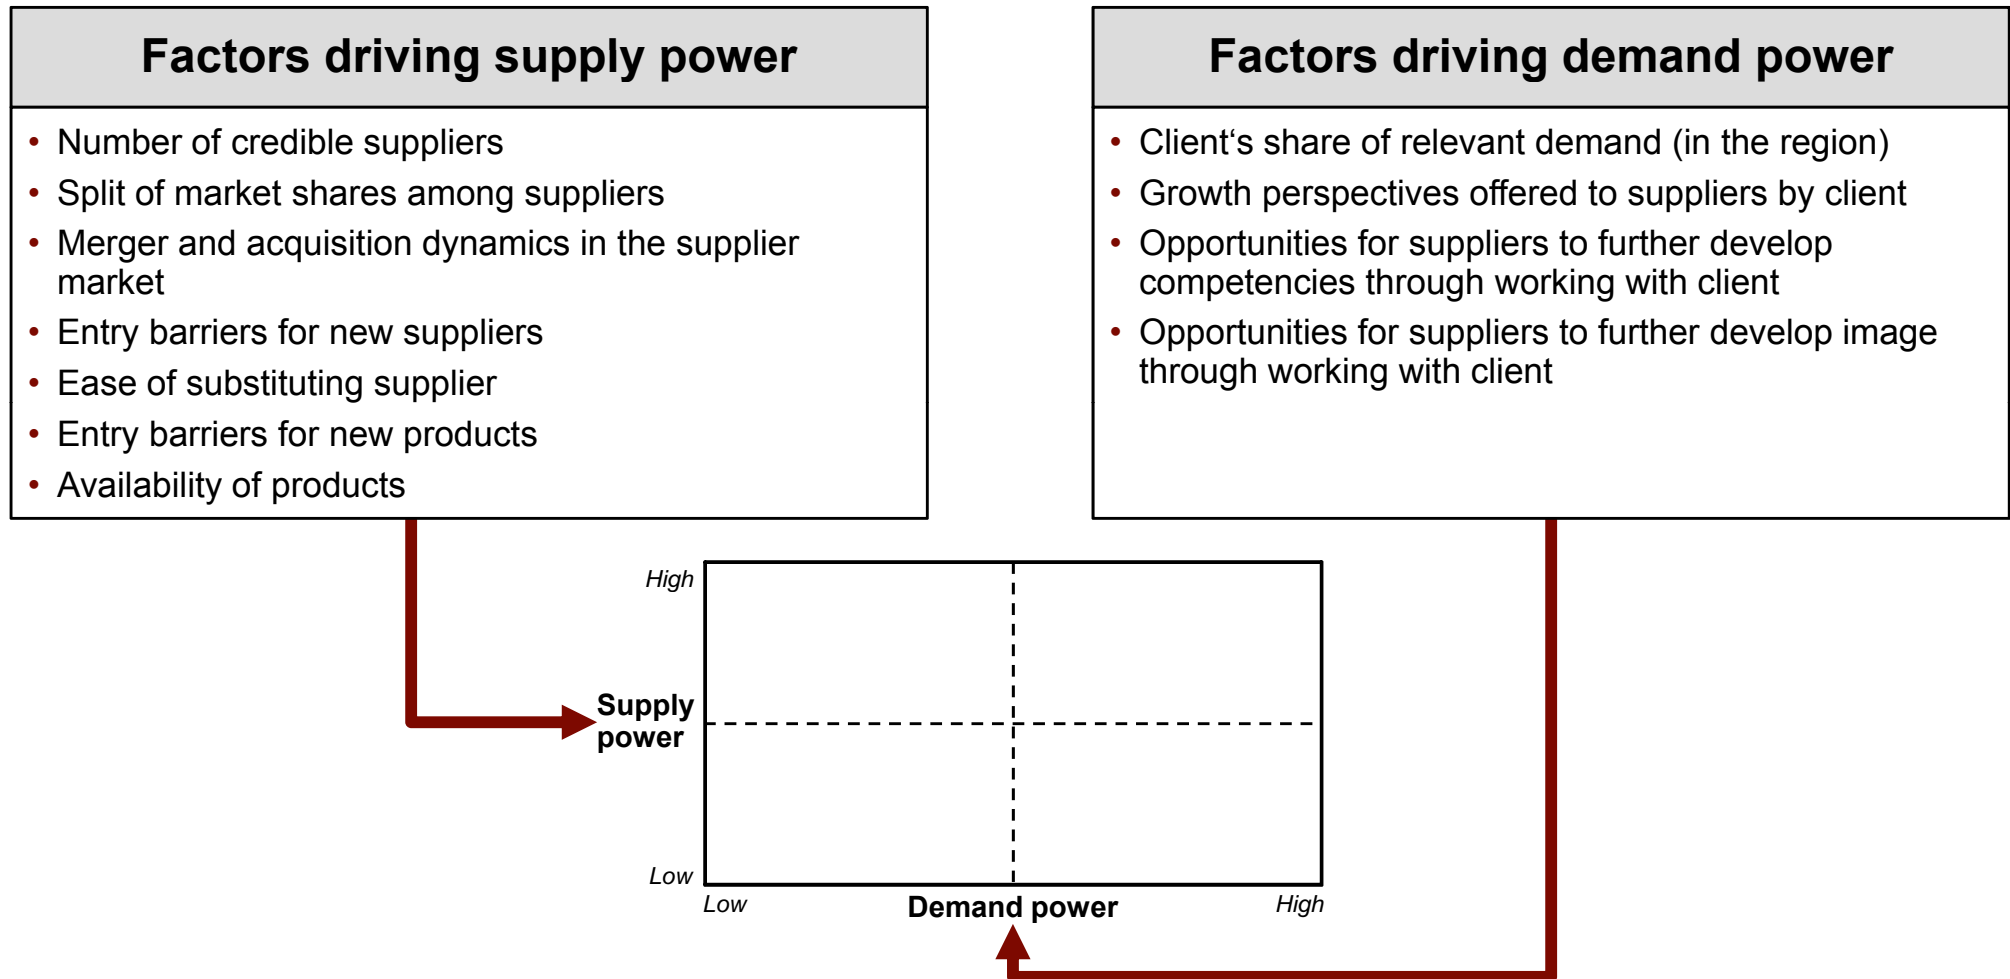 Factors driving supply power
• Number of credible suppliers
• Split of market shares among suppliers
• Merger and acquisition dynamics in the supplier
market
• Entry barriers for new suppliers
• Ease of substituting supplier
• Entry barriers for new products
• Availability of products
Factors driving demand power
• Client‘s share of relevant demand (in the region)
• Growth perspectives offered to suppliers by client
• Opportunities for suppliers to further develop
competencies through working with client
• Opportunities for suppliers to further develop image
through working with client
High
Supply
power
Low
Low
Demand power
High